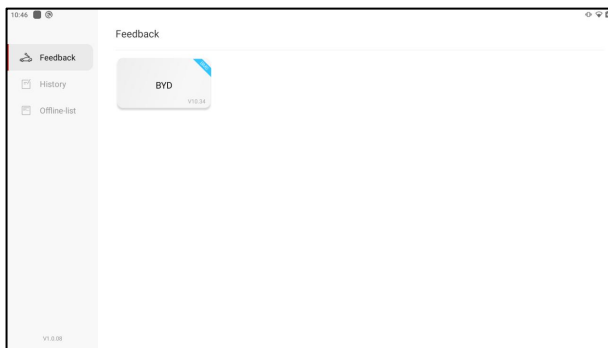 10:46
Feedback
Feedback
History
BYD
V10.34
Offline-list
V1.0.08